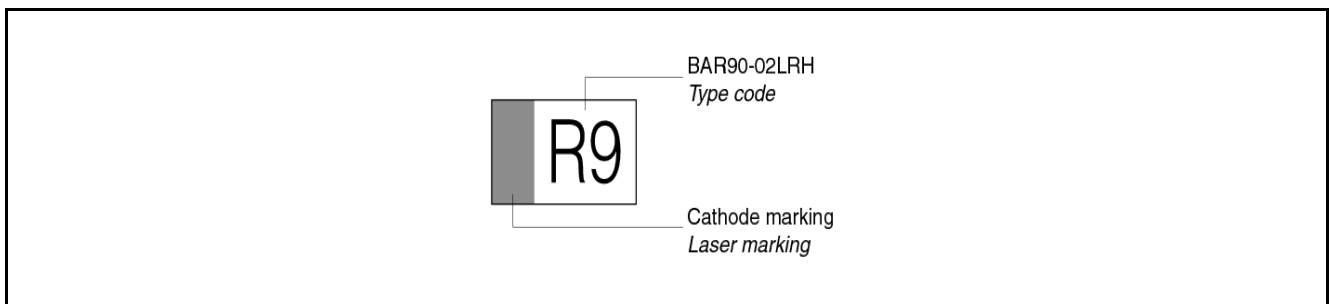 BAR90-02LRH
Type code
R9
Cathode marking
Laser marking